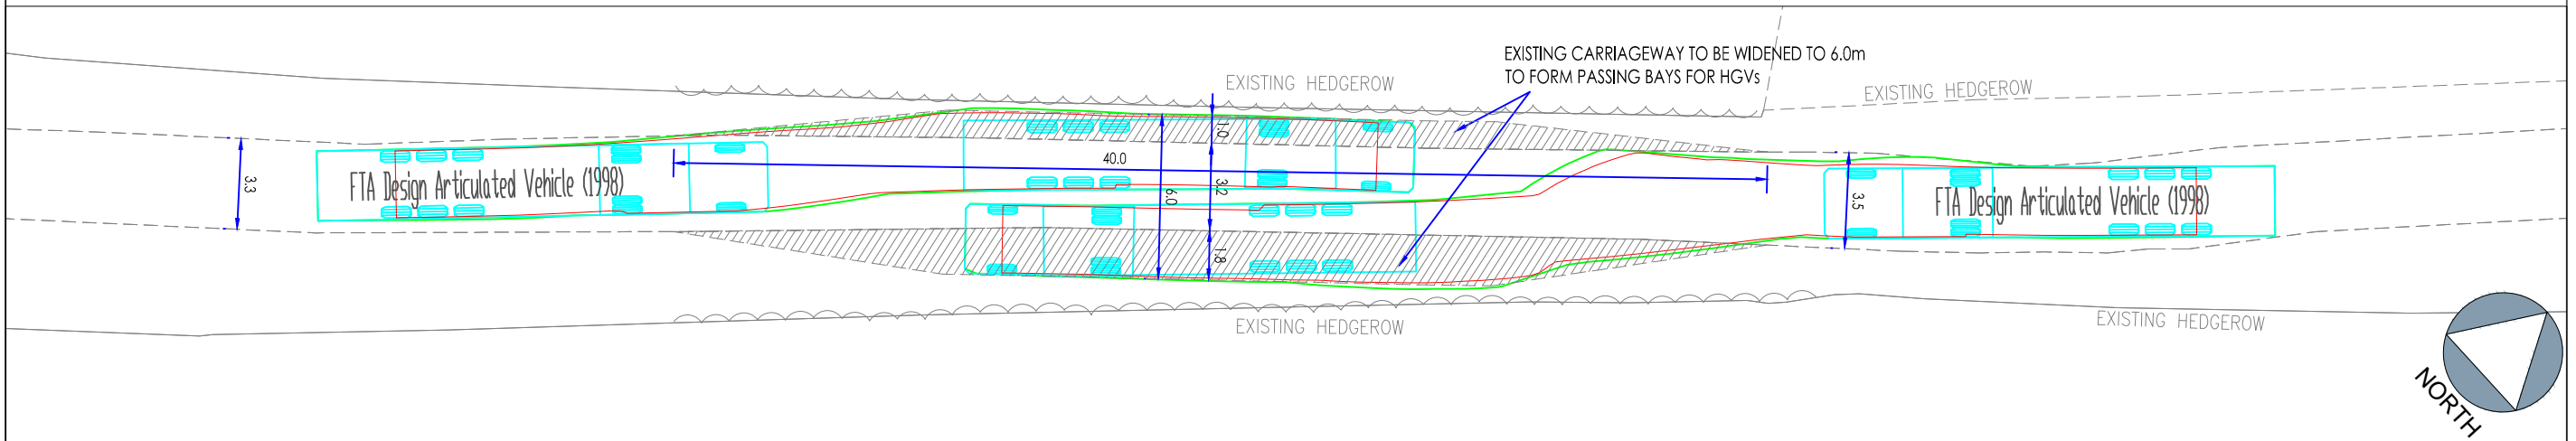 EXISTING CARRIAGEWAY TO BE WIDENED TO 6.0m
TO FORM PASSING BAYS FOR HGVs
EXISTING HEDGEROW
EXISTING HEDGEROW
3.3
FTA Design Articulated Vehicle (1998)
40.0
1.0
3.2
6.0
1.8
3.5
FTA Design Articulated Vehicle (1998)
EXISTING HEDGEROW
EXISTING HEDGEROW
NORTH